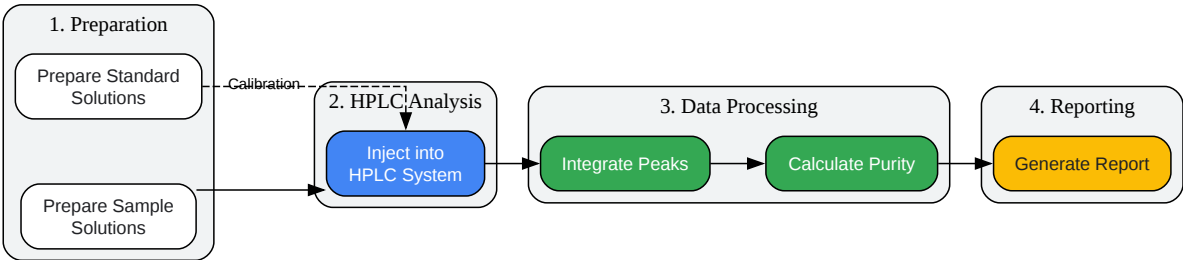 1. Preparation
Prepare Standard
Solutions
Prepare Sample
Solutions
Calibration
2. HPLC Analysis
Inject into
HPLC System
3. Data Processing
Integrate Peaks
Calculate Purity
4. Reporting
Generate Report